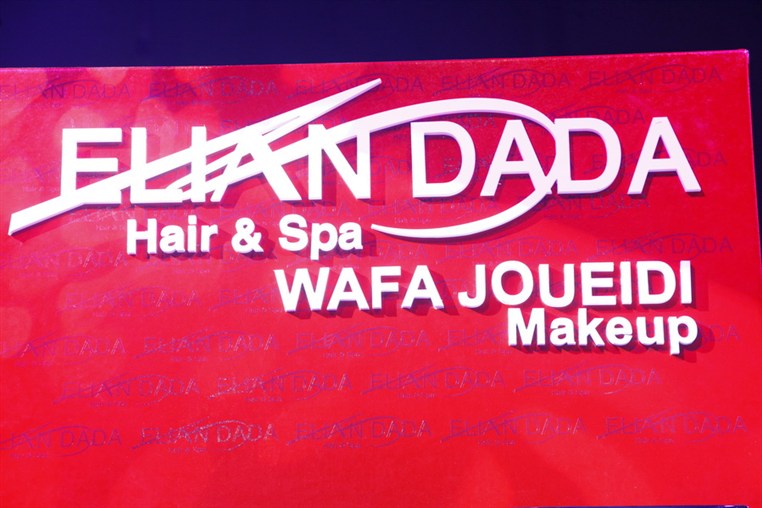 ELIAN DADA
Hair & Spa
WAFA JOUEIDI
Makeup